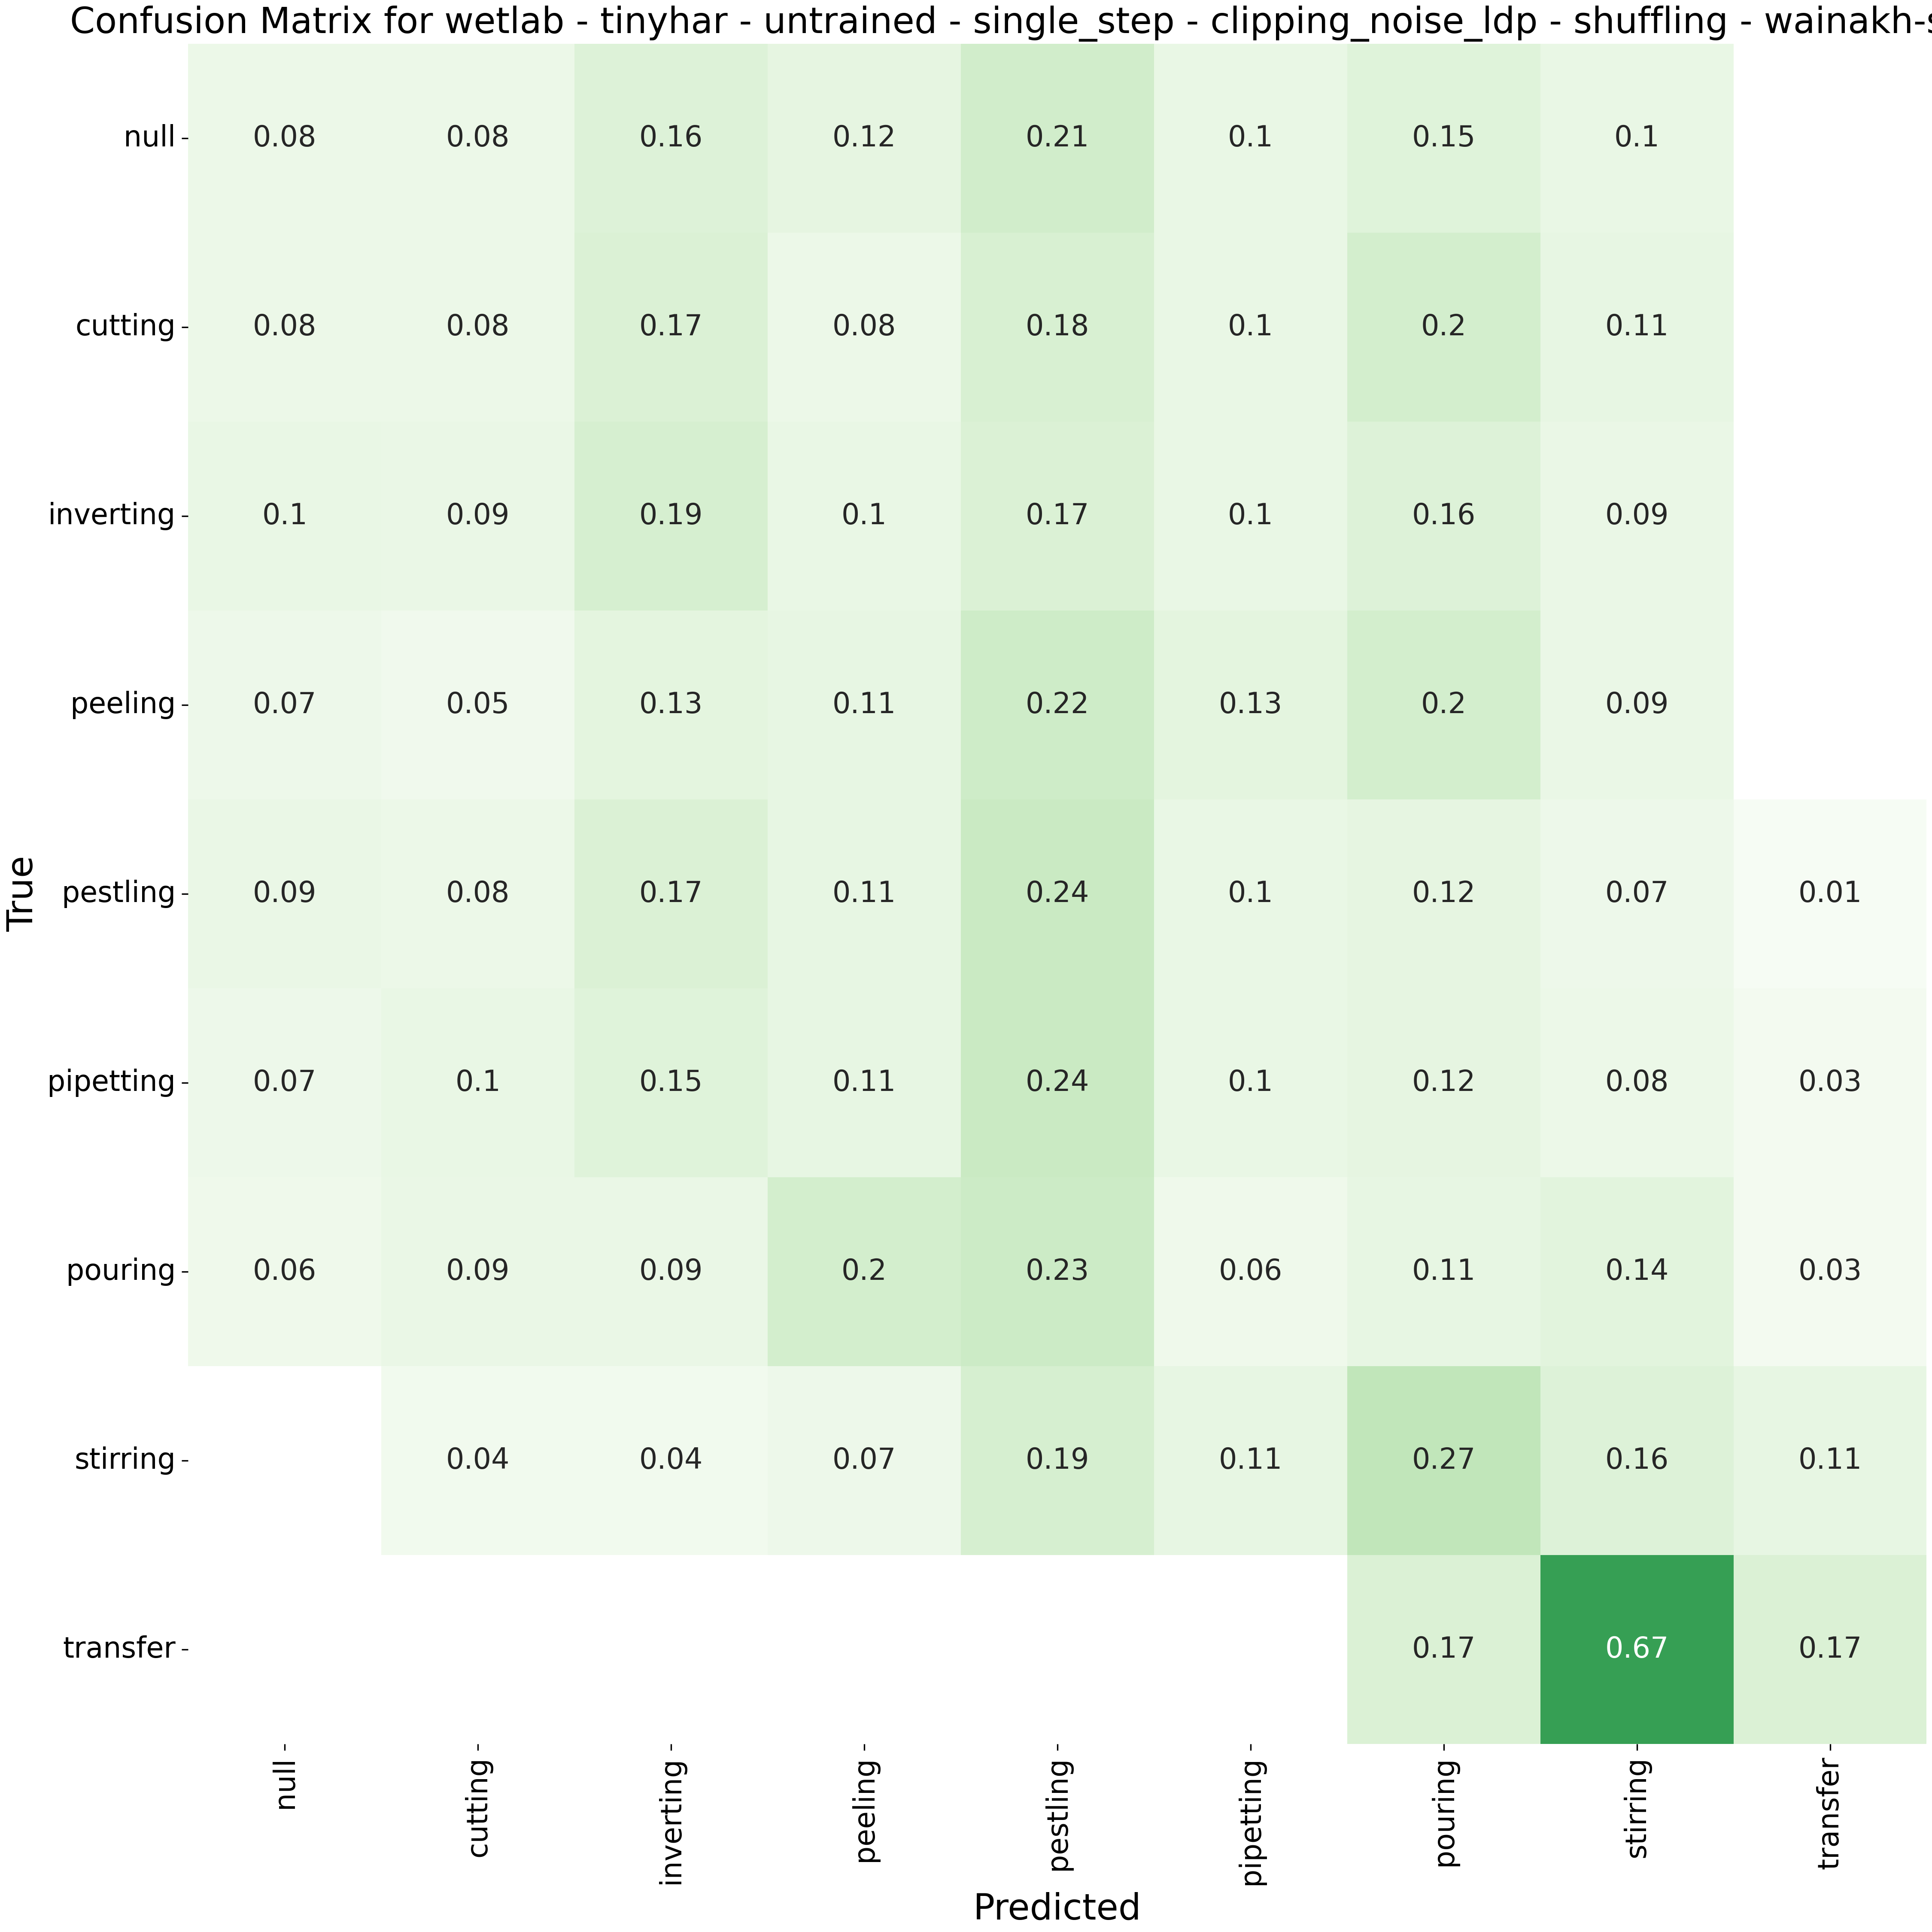 Confusion Matrix for wetlab - tinyhar - untrained - single_step - clipping_noise_ldp - shuffling - wainakh-s
null 0.08 0.08 0.16 0.12 0.21 0.1 0.15 0.1
cutting 0.08 0.08 0.17 0.08 0.18 0.1 0.2 0.11
inverting 0.1 0.09 0.19 0.1 0.17 0.1 0.16 0.09
peeling 0.07 0.05 0.13 0.11 0.22 0.13 0.2 0.09
pestling 0.09 0.08 0.17 0.11 0.24 0.1 0.12 0.07 0.01
pipetting 0.07 0.1 0.15 0.11 0.24 0.1 0.12 0.08 0.03
pouring 0.06 0.09 0.09 0.2 0.23 0.06 0.11 0.14 0.03
stirring 0.04 0.04 0.07 0.19 0.11 0.27 0.16 0.11
transfer 0.17 0.67 0.17
True
null cutting inverting peeling pestling pipetting pouring stirring transfer
Predicted